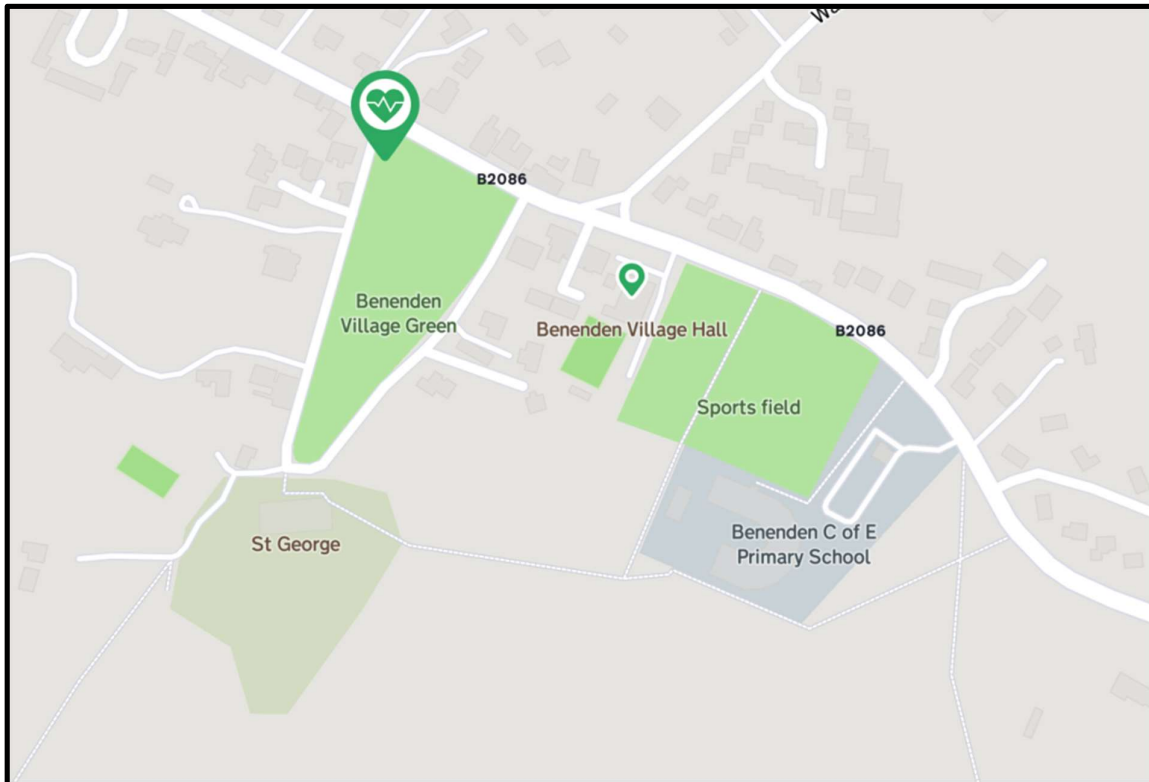 B2086
Benenden
Village Green
Benenden Village Hall
B2086
Sports field
Benenden C of E
Primary School
St George